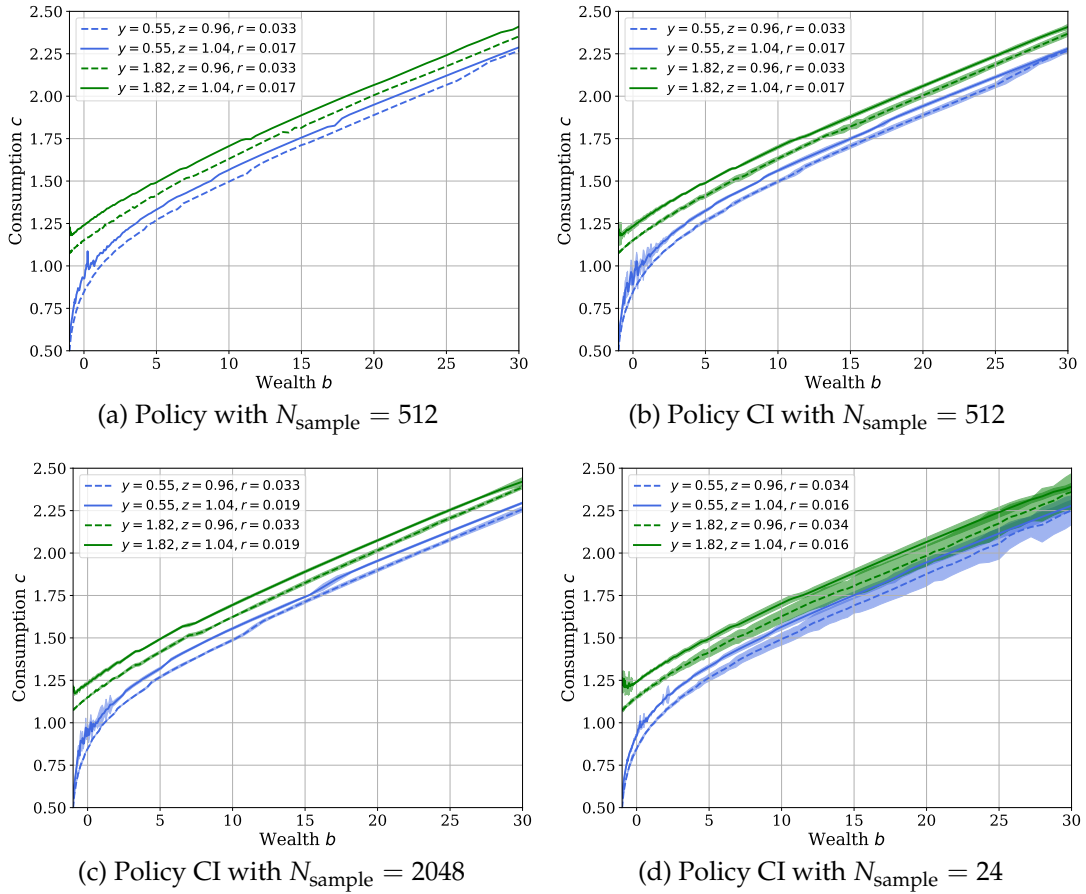 2.50
2.25
2.00
1.75
1.50
1.25
1.00
0.75
0.50
Consumption c
y = 0.55, z = 0.96, r = 0.033
y = 0.55, z = 1.04, r = 0.017
y = 1.82, z = 0.96, r = 0.033
y = 1.82, z = 1.04, r = 0.017
0 5 10 15 20 25 30
Wealth b
(a) Policy with N_sample = 512
2.50
2.25
2.00
1.75
1.50
1.25
1.00
0.75
0.50
Consumption c
y = 0.55, z = 0.96, r = 0.033
y = 0.55, z = 1.04, r = 0.017
y = 1.82, z = 0.96, r = 0.033
y = 1.82, z = 1.04, r = 0.017
0 5 10 15 20 25 30
Wealth b
(b) Policy CI with N_sample = 512
2.50
2.25
2.00
1.75
1.50
1.25
1.00
0.75
0.50
Consumption c
y = 0.55, z = 0.96, r = 0.033
y = 0.55, z = 1.04, r = 0.019
y = 1.82, z = 0.96, r = 0.033
y = 1.82, z = 1.04, r = 0.019
0 5 10 15 20 25 30
Wealth b
(c) Policy CI with N_sample = 2048
2.50
2.25
2.00
1.75
1.50
1.25
1.00
0.75
0.50
Consumption c
y = 0.55, z = 0.96, r = 0.034
y = 0.55, z = 1.04, r = 0.016
y = 1.82, z = 0.96, r = 0.034
y = 1.82, z = 1.04, r = 0.016
0 5 10 15 20 25 30
Wealth b
(d) Policy CI with N_sample = 24